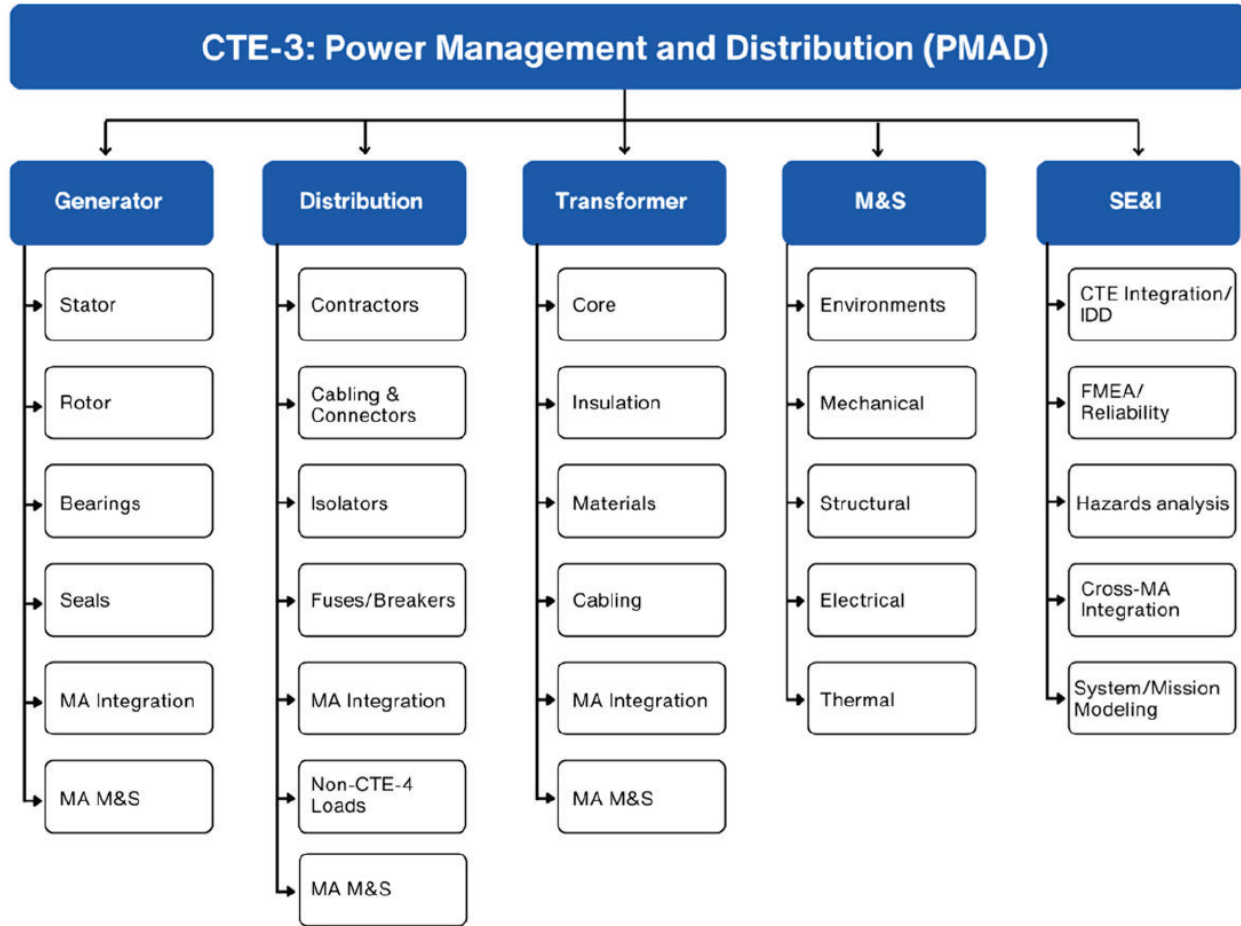 CTE-3: Power Management and Distribution (PMAD)
Generator
Stator
Rotor
Bearings
Seals
MA Integration
MA M&S
Distribution
Contractors
Cabling &
Connectors
Isolators
Fuses/Breakers
MA Integration
Non-CTE-4
Loads
MA M&S
Transformer
Core
Insulation
Materials
Cabling
MA Integration
MA M&S
M&S
Environments
Mechanical
Structural
Electrical
Thermal
SE&I
CTE Integration/
IDD
FMEA/
Reliability
Hazards analysis
Cross-MA
Integration
System/Mission
Modeling